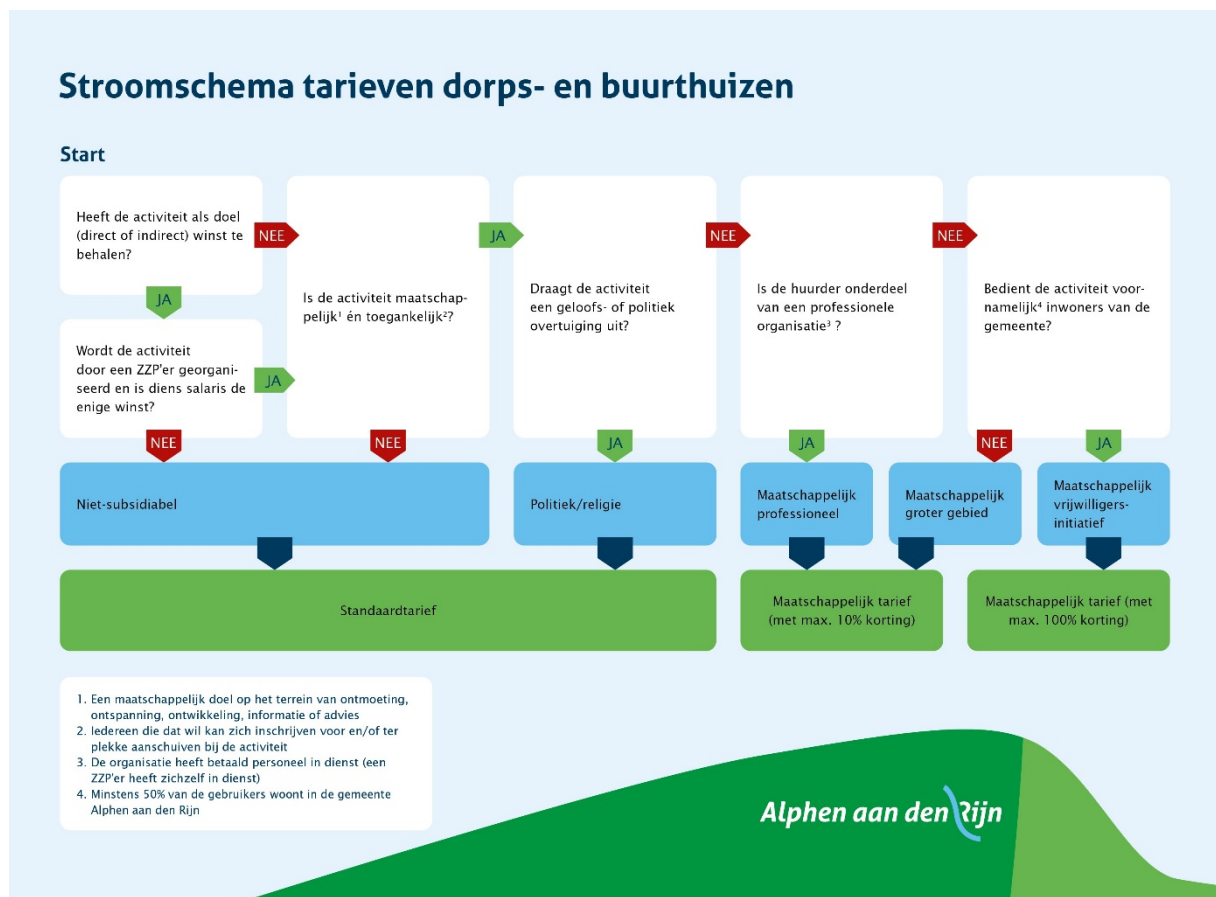 Stroomschema tarieven dorps- en buurthuizen
Start
Heeft de activiteit als doel
(direct of indirect) winst te
behalen?
NEE
JA
Wordt de activiteit
door een ZZP'er georgani-
seerd en is diens salaris de
enige winst?
JA
NEE
Is de activiteit maatschap-
pelijk¹ én toegankelijk²?
JA
NEE
Draagt de activiteit
een geloofs- of politiek
overtuiging uit?
NEE
JA
Is de huurder onderdeel
van een professionele
organisatie³ ?
NEE
JA
Bedient de activiteit voor-
namelijk⁴ inwoners van de
gemeente?
NEE
JA
Niet-subsidiabel
Politiek/religie
Maatschappelijk
professioneel
Maatschappelijk
groter gebied
Maatschappelijk
vrijwilligers-
initiatief
Standaardtarief
Maatschappelijk tarief
(met max. 10% korting)
Maatschappelijk tarief (met
max. 100% korting)
1. Een maatschappelijk doel op het terrein van ontmoeting,
ontspanning, ontwikkeling, informatie of advies
2. Iedereen die dat wil kan zich inschrijven voor en/of ter
plekke aanschuiven bij de activiteit
3. De organisatie heeft betaald personeel in dienst (een
ZZP'er heeft zichzelf in dienst)
4. Minstens 50% van de gebruikers woont in de gemeente
Alphen aan den Rijn
Alphen aan den Rijn